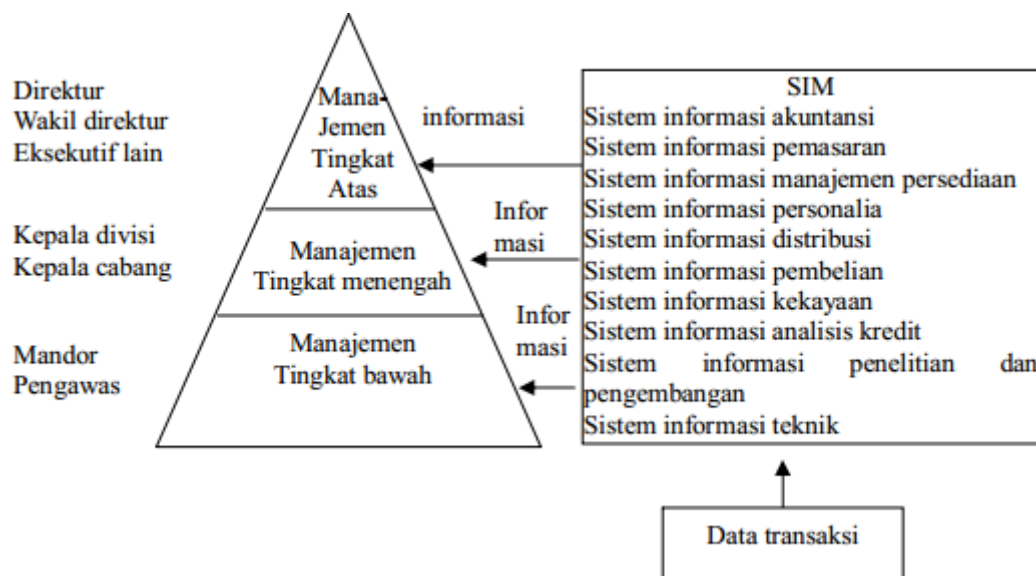 Direktur
Wakil direktur
Eksekutif lain
Mana-
Jemen
Tingkat
Atas
informasi
Kepala divisi
Kepala cabang
Manajemen
Tingkat menengah
Infor
masi
Mandor
Pengawas
Manajemen
Tingkat bawah
Infor
masi
SIM
Sistem informasi akuntansi
Sistem informasi pemasaran
Sistem informasi manajemen persediaan
Sistem informasi personalia
Sistem informasi distribusi
Sistem informasi pembelian
Sistem informasi kekayaan
Sistem informasi analisis kredit
Sistem informasi penelitian dan
pengembangan
Sistem informasi teknik
Data transaksi